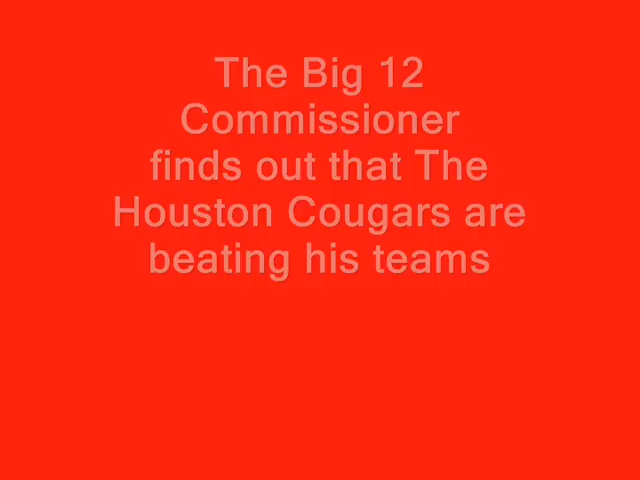 The Big 12
Commissioner
finds out that The
Houston Cougars are
beating his teams